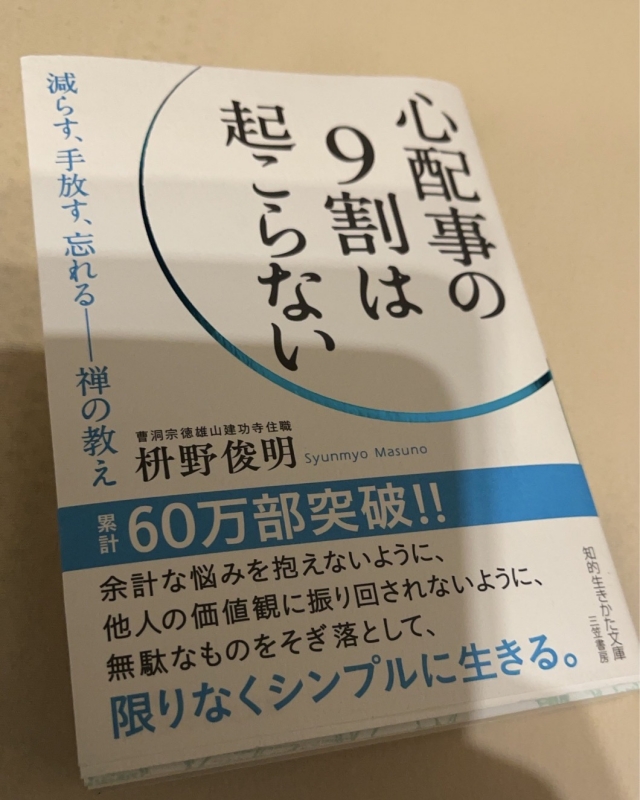 心配事の
9割は
起こらない
減らす、手放す、忘れる――禅の教え
曹洞宗徳雄山建功寺住職
枡野俊明 Syunmyo Masuno
累計60万部突破!!
余計な悩みを抱えないように、
他人の価値観に振り回されないように、
無駄なものをそぎ落として、
限りなくシンプルに生きる。
知的生きかた文庫
三笠書房